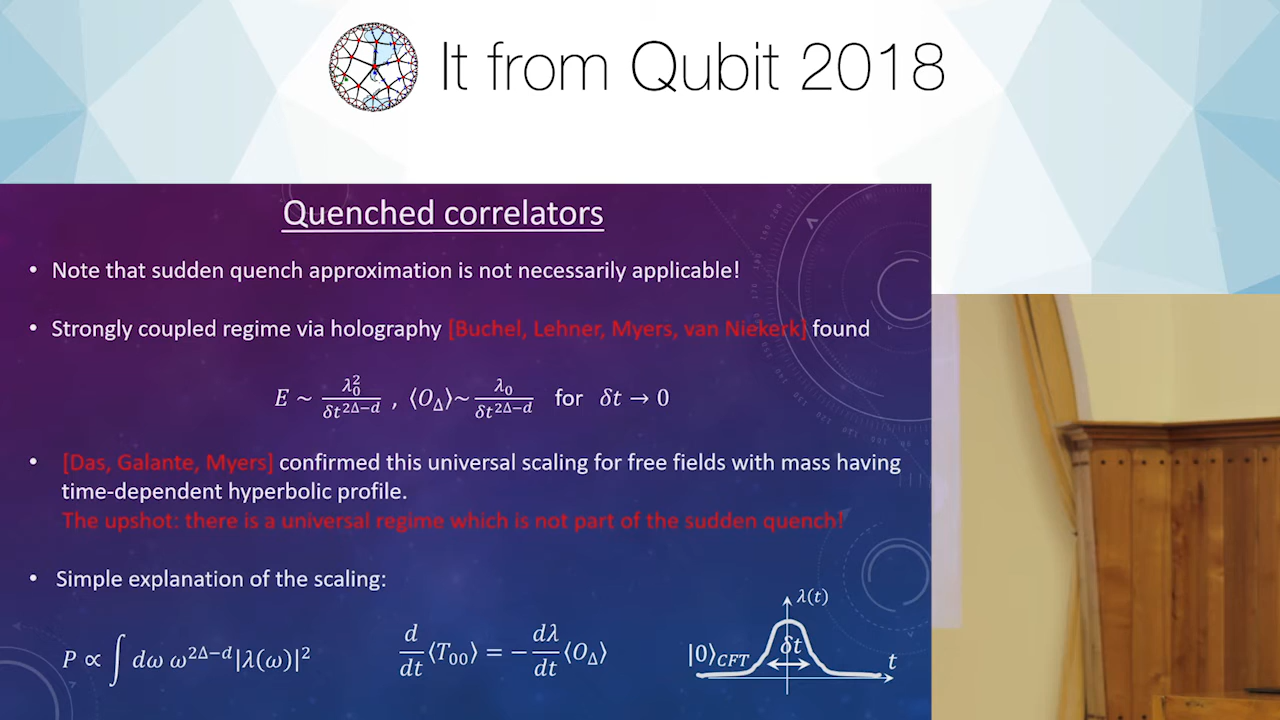 It from Qubit 2018
Quenched correlators
• Note that sudden quench approximation is not necessarily applicable!
• Strongly coupled regime via holography [Buchel, Lehner, Myers, van Niekerk] found
E ~ λ₀²/δt^(2Δ−d) , ⟨O_Δ⟩~ λ₀/δt^(2Δ−d) for δt → 0
• [Das, Galante, Myers] confirmed this universal scaling for free fields with mass having
time-dependent hyperbolic profile.
The upshot: there is a universal regime which is not part of the sudden quench!
• Simple explanation of the scaling:
P ∝ ∫ dω ω^(2Δ−d)|λ(ω)|²
d/dt ⟨T₀₀⟩ = − dλ/dt ⟨O_Δ⟩
λ(t)
|0⟩_CFT
δt
t